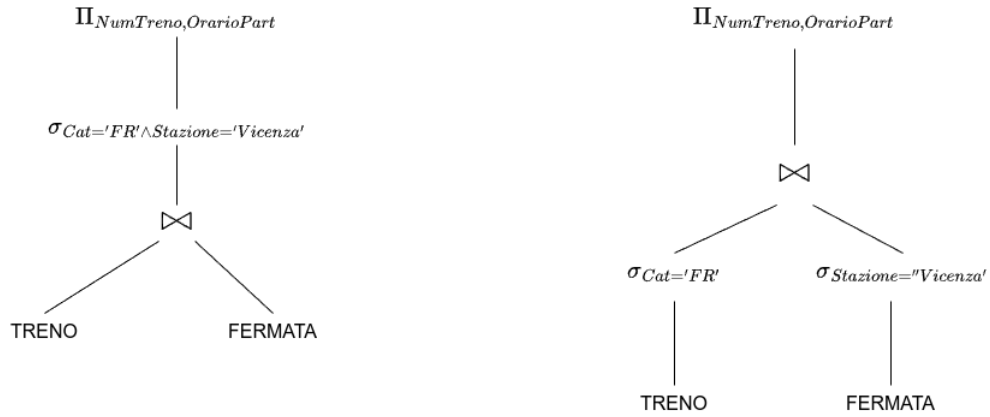 Π_{NumTreno,OrarioPart}
σ_{Cat='FR'∧Stazione='Vicenza'}
⋈
TRENO FERMATA
Π_{NumTreno,OrarioPart}
⋈
σ_{Cat='FR'} σ_{Stazione=''Vicenza'}
TRENO FERMATA